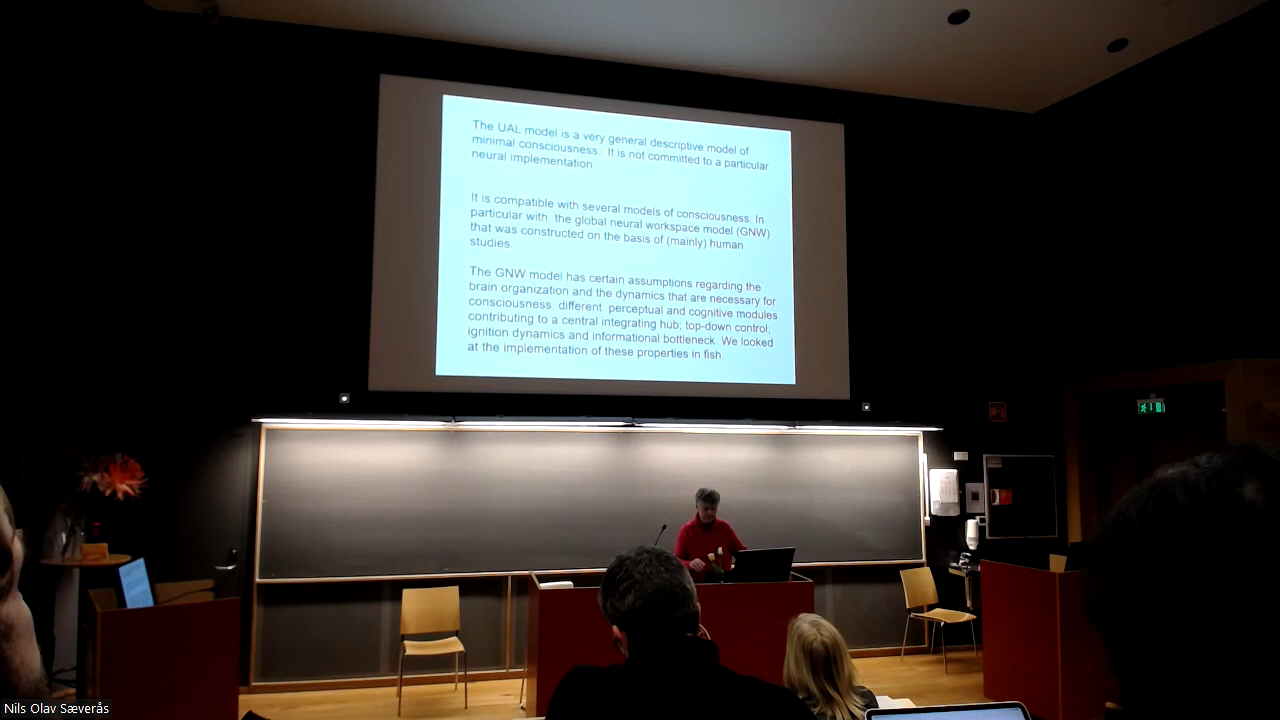 The UAL model is a very general descriptive model of
minimal consciousness. It is not committed to a particular
neural implementation
It is compatible with several models of consciousness. In
particular with the global neural workspace model (GNW)
that was constructed on the basis of (mainly) human
studies.
The GNW model has certain assumptions regarding the
brain organization and the dynamics that are necessary for
consciousness: different perceptual and cognitive modules
contributing to a central integrating hub; top-down control;
ignition dynamics and informational bottleneck. We looked
at the implementation of these properties in fish.
Nils Olav Sæverås